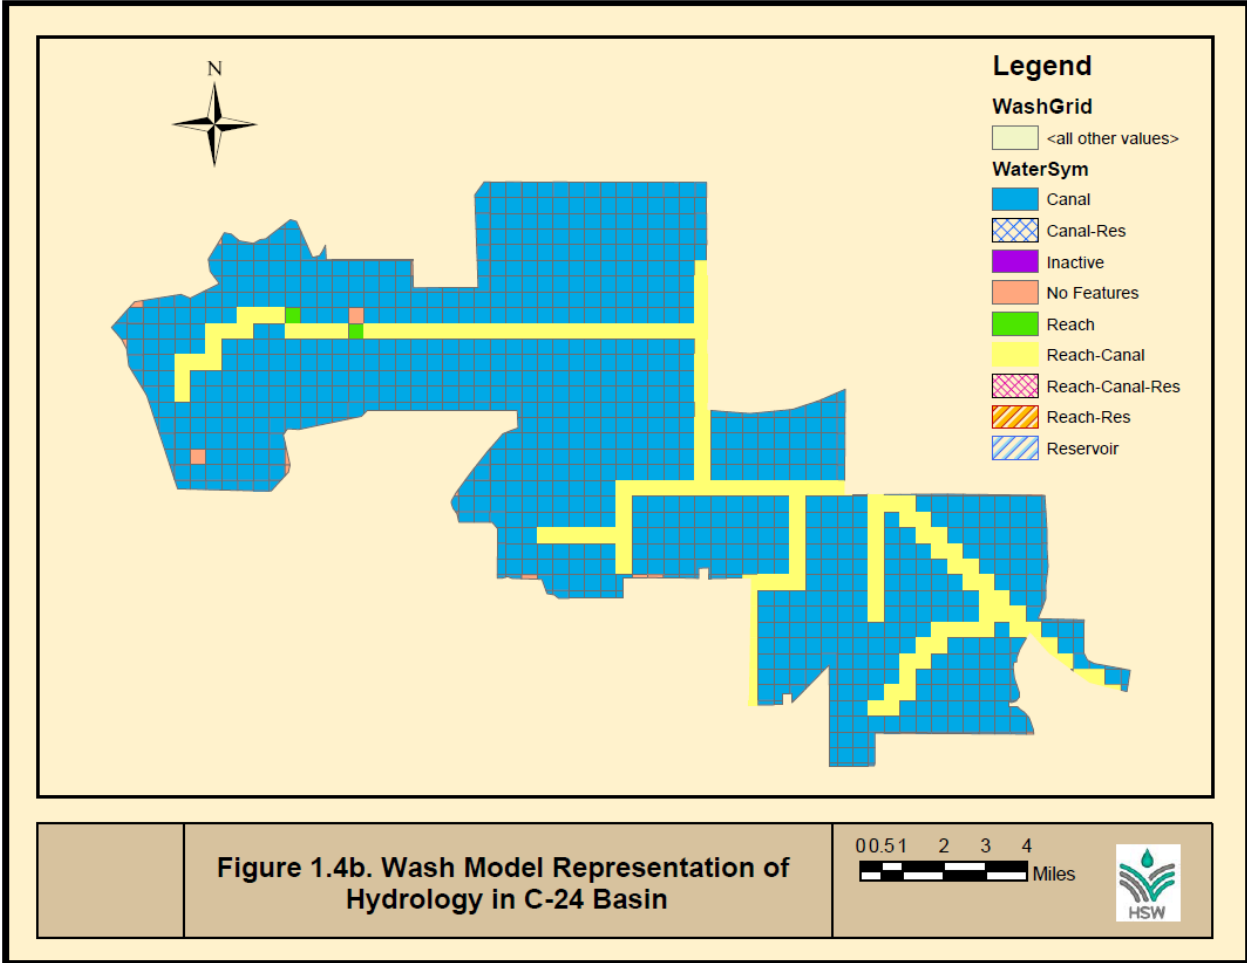 N
Legend
WashGrid
<all other values>
WaterSym
Canal
Canal-Res
Inactive
No Features
Reach
Reach-Canal
Reach-Canal-Res
Reach-Res
Reservoir
Figure 1.4b. Wash Model Representation of
Hydrology in C-24 Basin
0 0.5 1 2 3 4
Miles
HSW